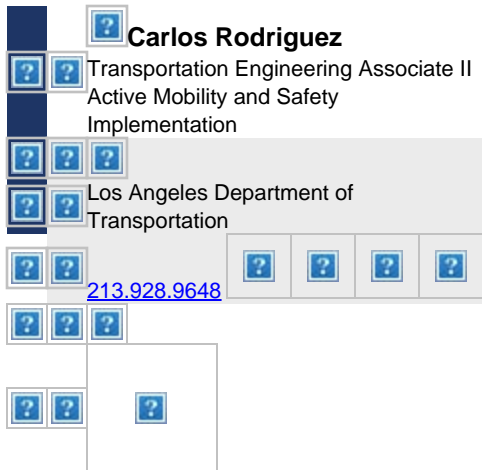 Carlos Rodriguez
Transportation Engineering Associate II
Active Mobility and Safety
Implementation
Los Angeles Department of
Transportation
213.928.9648